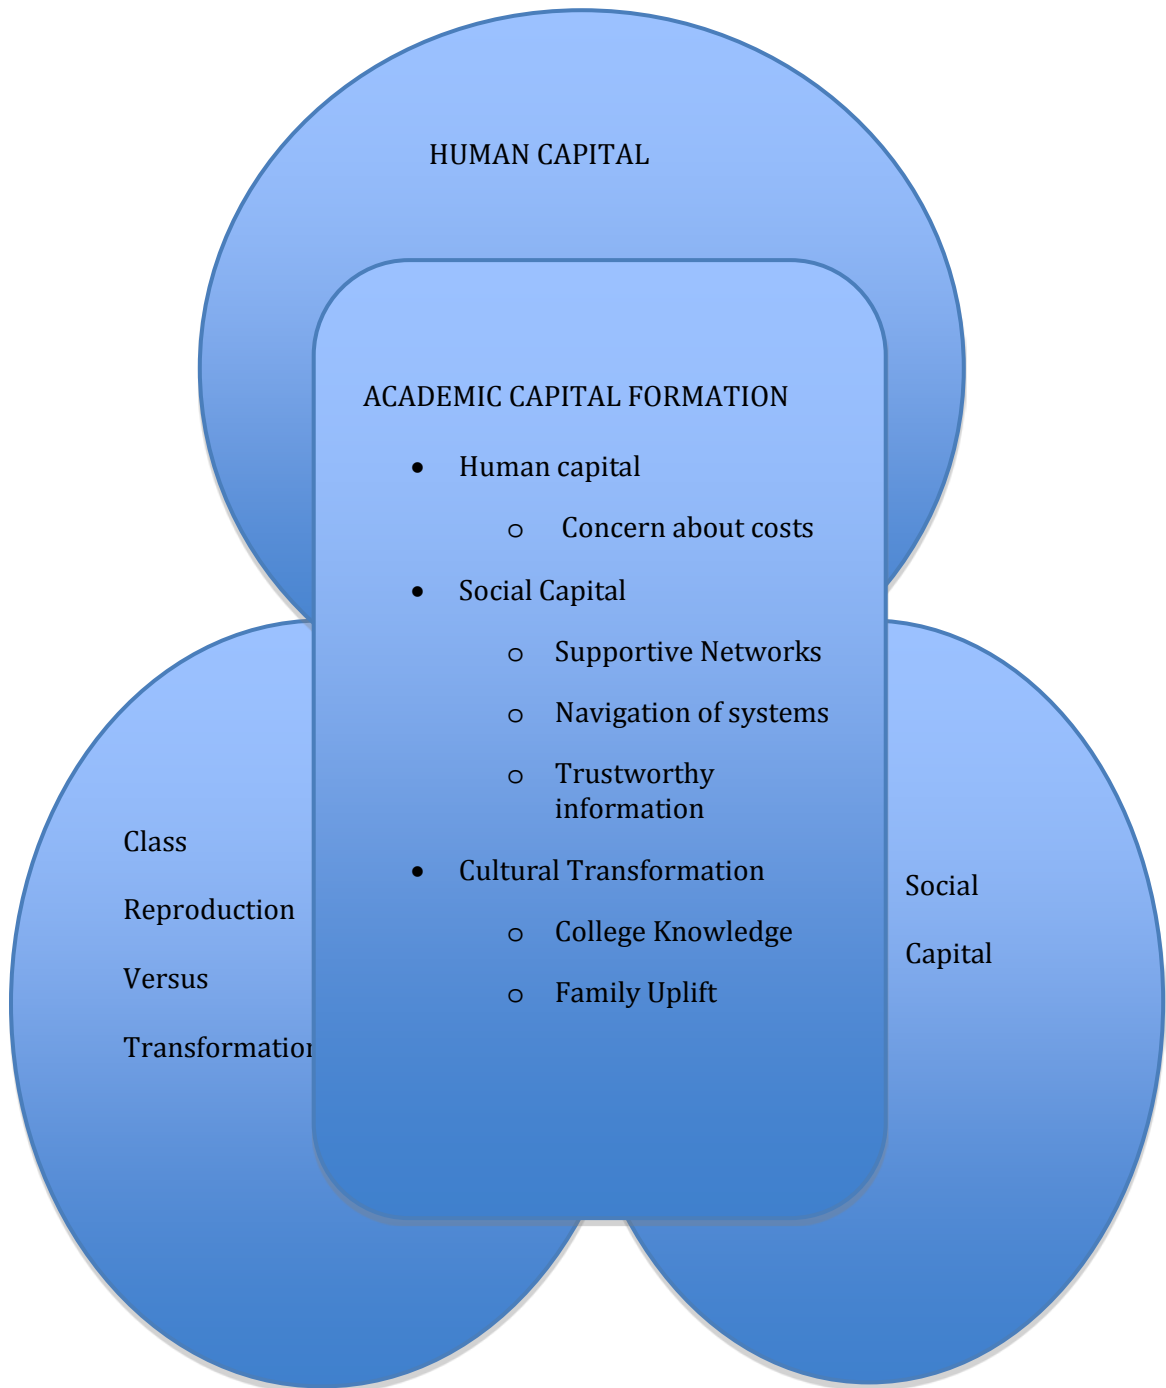 HUMAN CAPITAL
ACADEMIC CAPITAL FORMATION
• Human capital
o Concern about costs
• Social Capital
o Supportive Networks
o Navigation of systems
o Trustworthy
information
• Cultural Transformation
o College Knowledge
o Family Uplift
Class
Reproduction
Versus
Transformation
Social
Capital